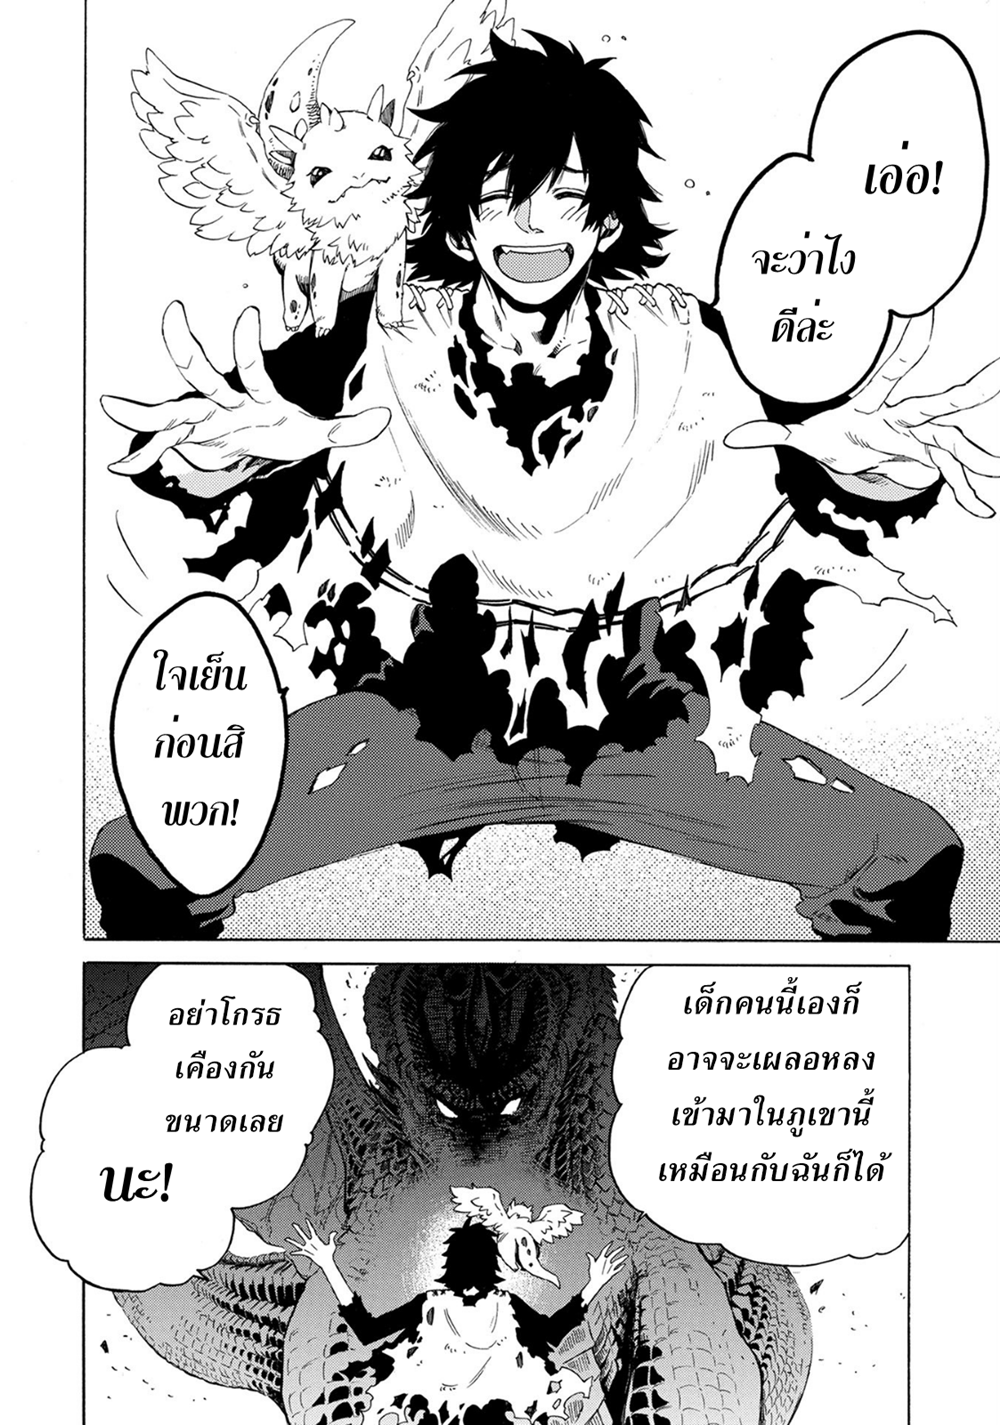 เอ่อ!
จะว่าไง
ดีล่ะ
ใจเย็น
ก่อนสิ
พวก!
เด็กคนนี้เองก็
อาจจะเผลอหลง
เข้ามาในภูเขานี้
เหมือนกับฉันก็ได้
อย่าโกรธ
เคืองกัน
ขนาดเลย
นะ!